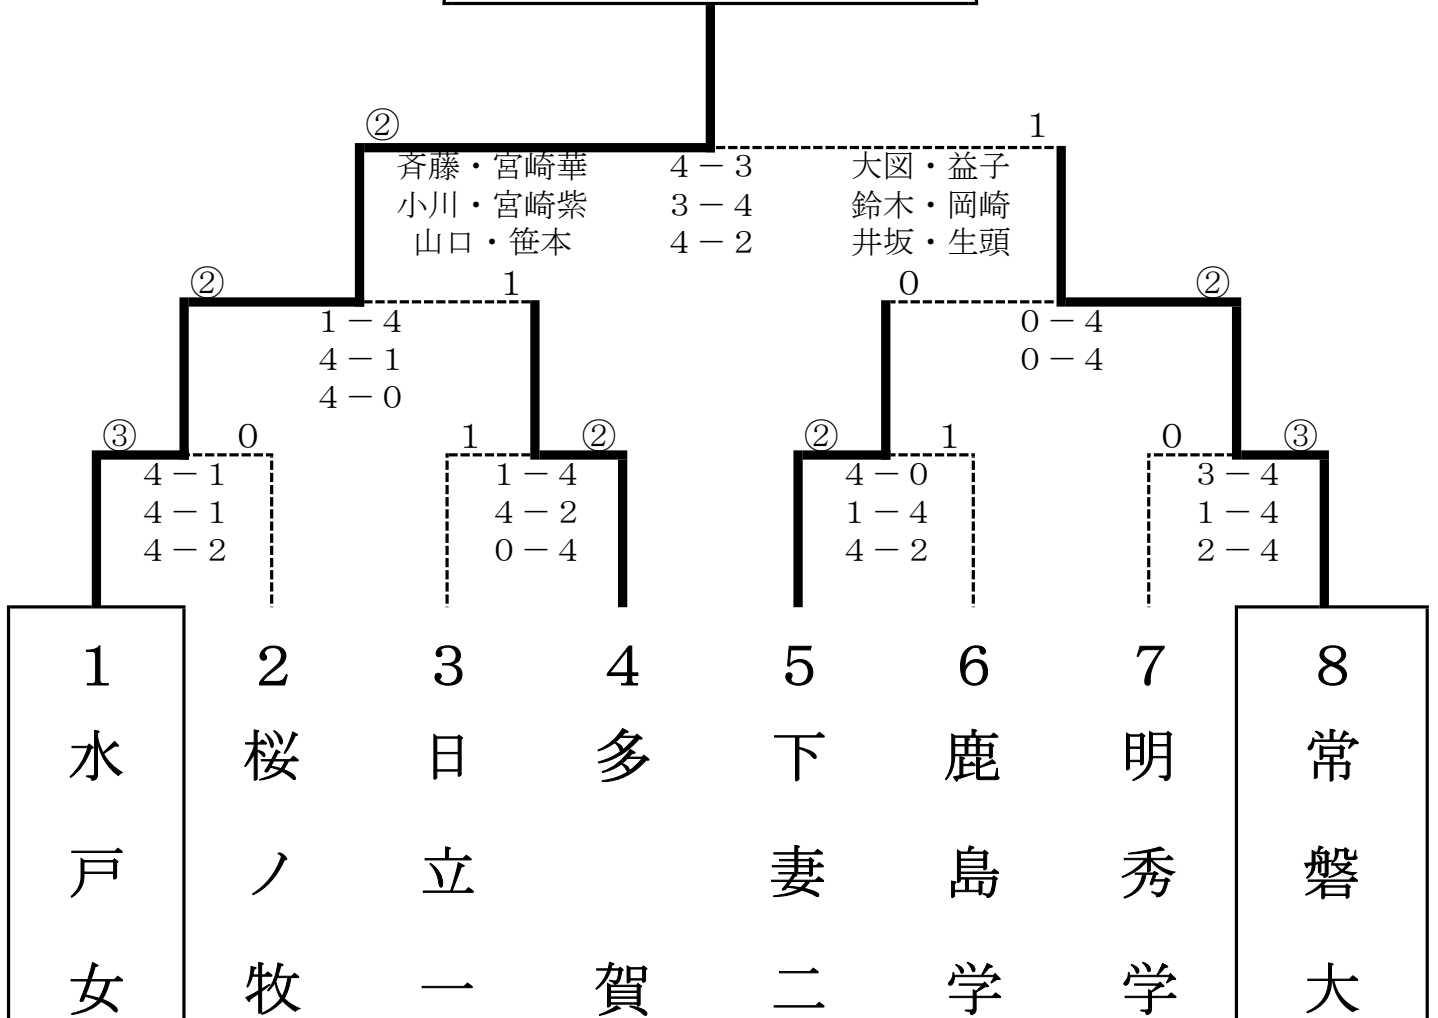 ② 1
斉藤・宮崎華 4－3 大図・益子
小川・宮崎紫 3－4 鈴木・岡崎
山口・笹本 4－2 井坂・生頭
② 1 0 ②
1－4 0－4
4－1 0－4
4－0
③ 0 1 ② ② 1 0 ③
4－1 1－4 4－0 3－4
4－1 4－2 1－4 1－4
4－2 0－4 4－2 2－4
1 2 3 4 5 6 7 8
水戸女
桜ノ牧
日立一
多賀
下妻二
鹿島学
明秀学
常磐大